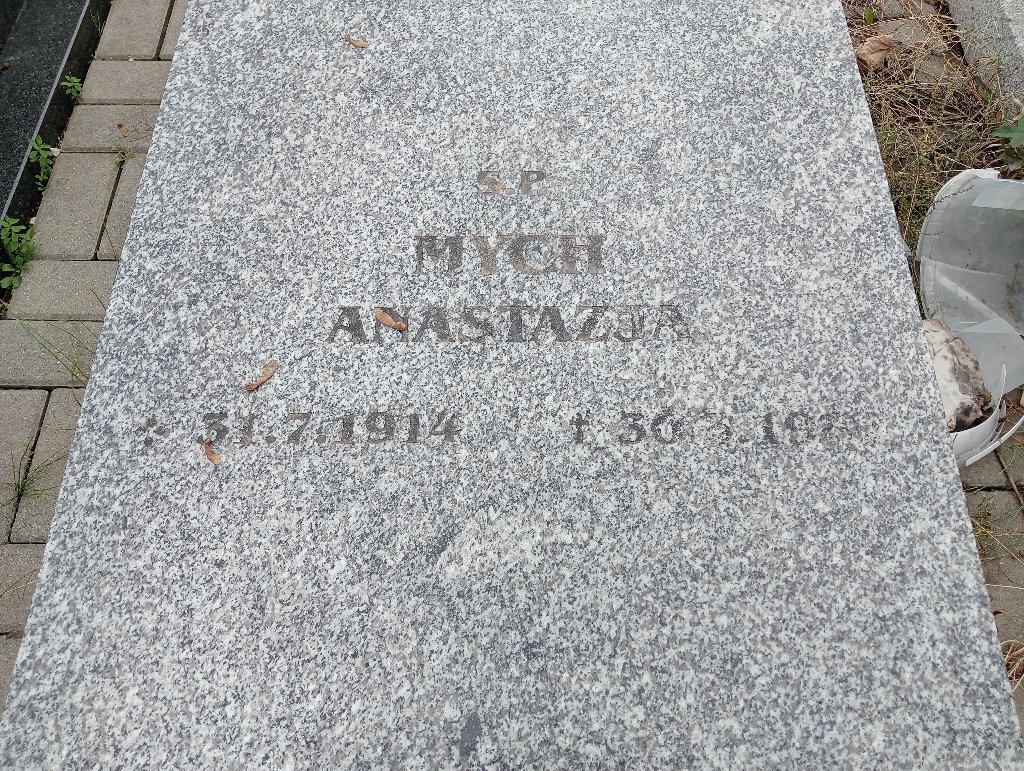 Ś.P.
MYCH
ANASTAZJA
* 31.7.1914